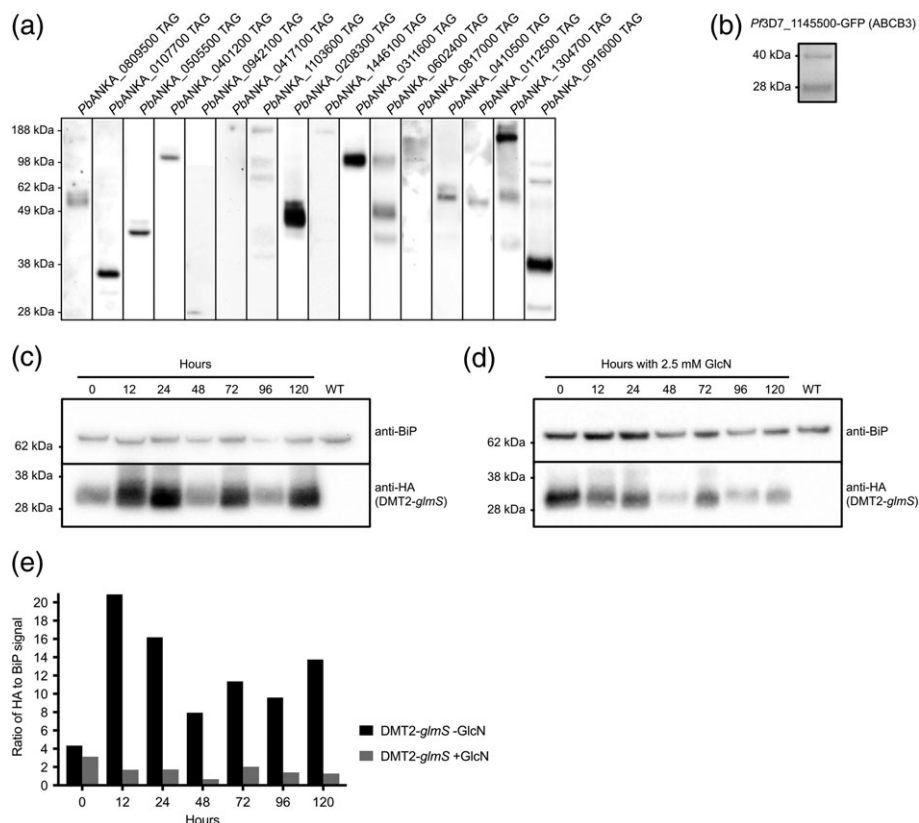 (a)
PbANKA_0809500 TAG
PbANKA_0107700 TAG
PbANKA_0505500 TAG
PbANKA_0401200 TAG
PbANKA_0942100 TAG
PbANKA_0417100 TAG
PbANKA_1103600 TAG
PbANKA_0208300 TAG
PbANKA_1446100 TAG
PbANKA_0311600 TAG
PbANKA_0602400 TAG
PbANKA_0817000 TAG
PbANKA_0410500 TAG
PbANKA_0112500 TAG
PbANKA_1304700 TAG
PbANKA_0916000 TAG
188 kDa
98 kDa
62 kDa
49 kDa
38 kDa
28 kDa
(b)
Pf3D7_1145500-GFP (ABCB3)
40 kDa
28 kDa
(c)
Hours
0 12 24 48 72 96 120 WT
62 kDa
anti-BiP
38 kDa
28 kDa
anti-HA
(DMT2-glmS)
(d)
Hours with 2.5 mM GlcN
0 12 24 48 72 96 120 WT
62 kDa
anti-BiP
38 kDa
28 kDa
anti-HA
(DMT2-glmS)
(e)
Ratio of HA to BiP signal
20
18
16
14
12
10
8
6
4
2
0
0 12 24 48 72 96 120
Hours
DMT2-glmS -GlcN
DMT2-glmS +GlcN